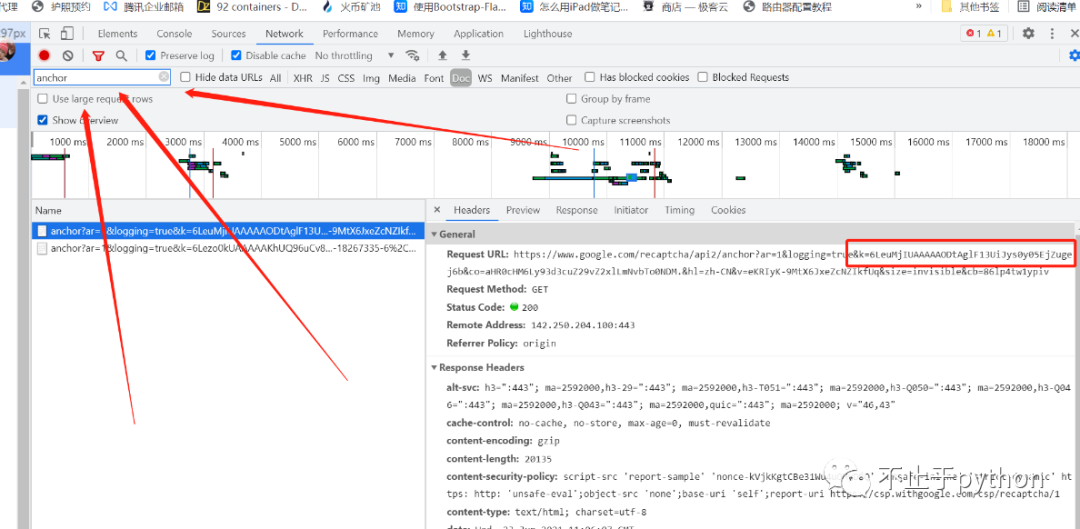 代理 护照预约 腾讯企业邮箱 92 containers - D... 火币矿池 使用Bootstrap-Fla... 怎么用iPad做笔记... 商店 — 极客云 路由器配置教程 » 其他书签 阅读清单
297px Elements Console Sources Network Performance Memory Application Lighthouse 1 1
Preserve log Disable cache No throttling
anchor Hide data URLs All XHR JS CSS Img Media Font Doc WS Manifest Other Has blocked cookies Blocked Requests
Use large request rows Group by frame
Show overview Capture screenshots
1000 ms 2000 ms 3000 ms 4000 ms 5000 ms 6000 ms 7000 ms 8000 ms 9000 ms 10000 ms 11000 ms 12000 ms 13000 ms 14000 ms 15000 ms 16000 ms 17000 ms 18000 ms
Name × Headers Preview Response Initiator Timing Cookies
anchor?ar=1&logging=true&k=6LeuMjIUAAAAAODtAglF13U...-9MtX6JxeZcNZIkf...
anchor?ar=1&logging=true&k=6Lezo0kUAAAAAKhUQ96uCv8...-18267335-6%2C...
General
Request URL: https://www.google.com/recaptcha/api2/anchor?ar=1&logging=true&k=6LeuMjIUAAAAAODtAglF13UiJys0y05EjZuge
j6b&co=aHR0cHM6Ly93d3cuZ29vZ2xlLmNvbTo0NDM.&hl=zh-CN&v=eKRIyK-9MtX6JxeZcNZIkfUq&size=invisible&cb=86lp4tw1ypiv
Request Method: GET
Status Code: 200
Remote Address: 142.250.204.100:443
Referrer Policy: origin
Response Headers
alt-svc: h3=":443"; ma=2592000,h3-29=":443"; ma=2592000,h3-T051=":443"; ma=2592000,h3-Q050=":443"; ma=2592000,h3-Q0
46=":443"; ma=2592000,h3-Q043=":443"; ma=2592000,quic=":443"; ma=2592000; v="46,43"
cache-control: no-cache, no-store, max-age=0, must-revalidate
content-encoding: gzip
content-length: 20135
content-security-policy: script-src 'report-sample' ht
tps: http: 'unsafe-eval';object-src 'none';base-uri 'self';report-uri https://csp.withgoogle.com/csp/recaptcha/1
不止于python
content-type: text/html; charset=utf-8